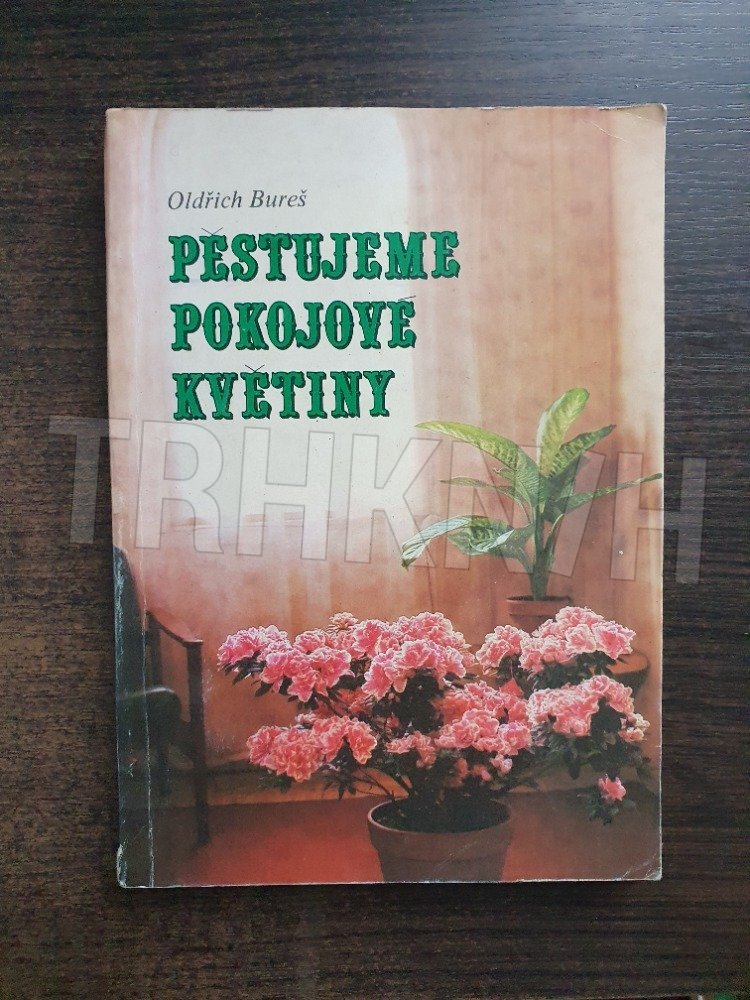 Oldřich Bureš
PĚSTUJEME
POKOJOVÉ
KVĚTINY
TRHKNIH